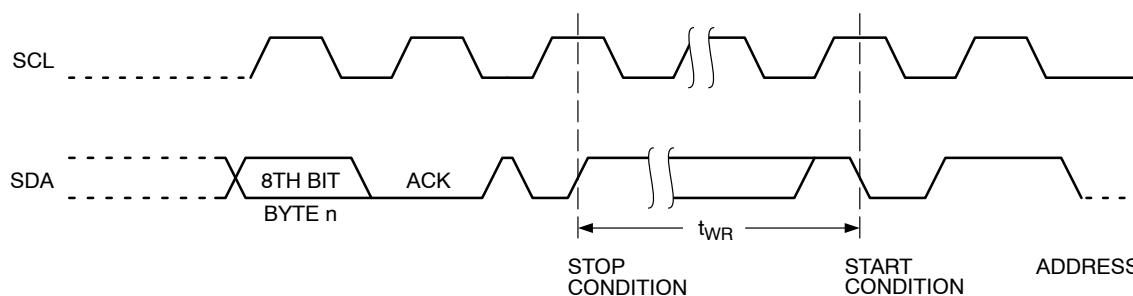 SCL
SDA
8TH BIT
ACK
BYTE n
tWR
STOP
CONDITION
START
CONDITION
ADDRESS